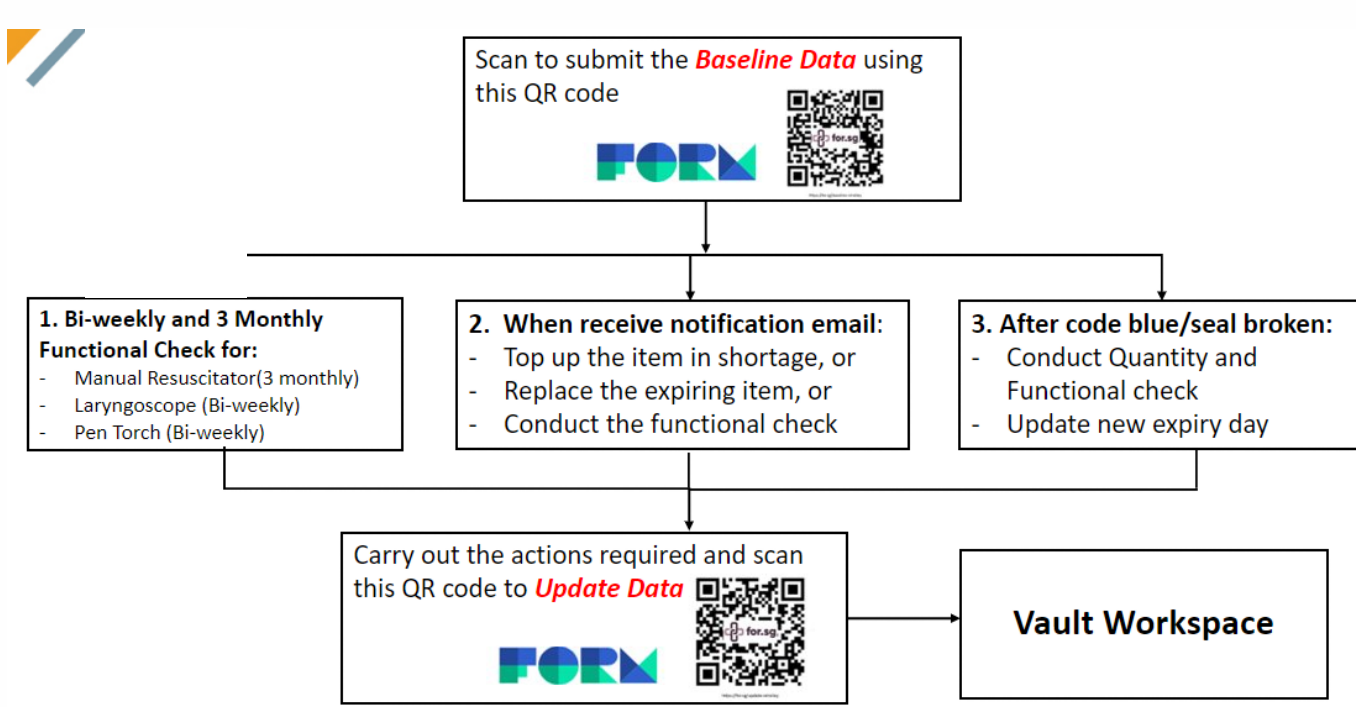 Scan to submit the Baseline Data using
this QR code
FORM
for.sg
1. Bi-weekly and 3 Monthly
Functional Check for:
- Manual Resuscitator(3 monthly)
- Laryngoscope (Bi-weekly)
- Pen Torch (Bi-weekly)
2. When receive notification email:
- Top up the item in shortage, or
- Replace the expiring item, or
- Conduct the functional check
3. After code blue/seal broken:
- Conduct Quantity and
Functional check
- Update new expiry day
Carry out the actions required and scan
this QR code to Update Data
for.sg
FORM
Vault Workspace